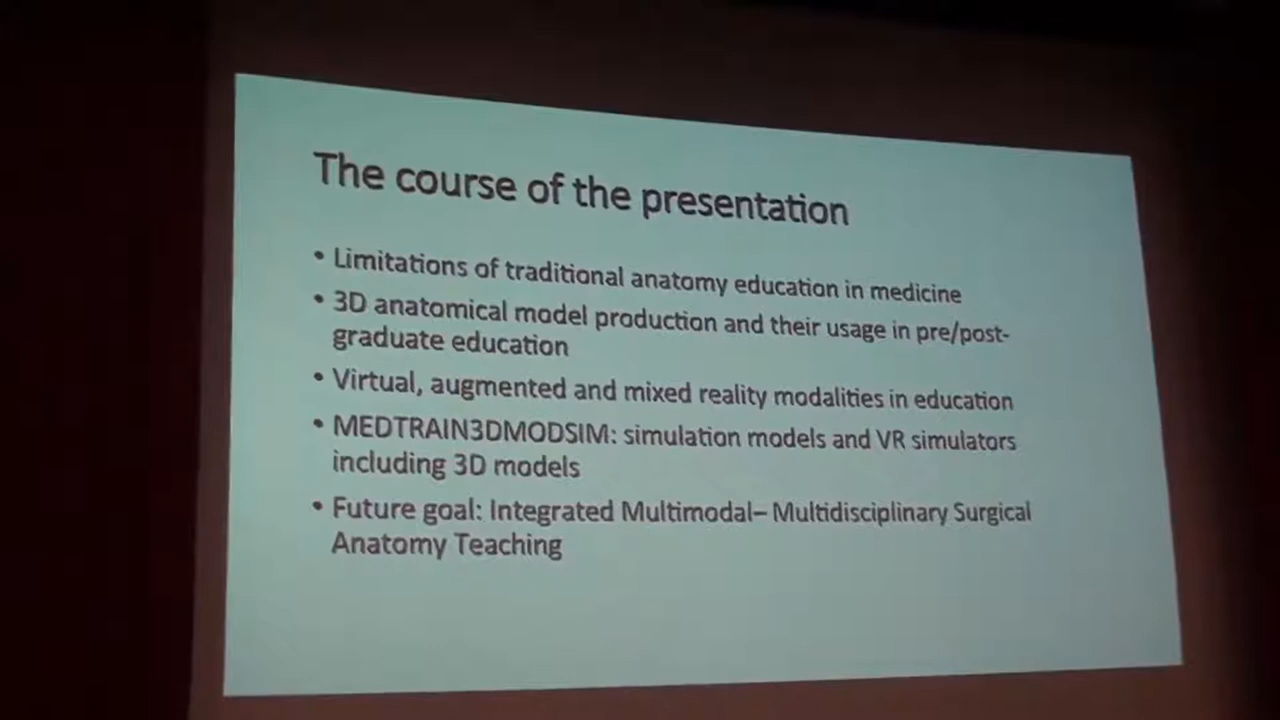 The course of the presentation
• Limitations of traditional anatomy education in medicine
• 3D anatomical model production and their usage in pre/post-
graduate education
• Virtual, augmented and mixed reality modalities in education
• MEDTRAIN3DMODSIM: simulation models and VR simulators
including 3D models
• Future goal: Integrated Multimodal– Multidisciplinary Surgical
Anatomy Teaching